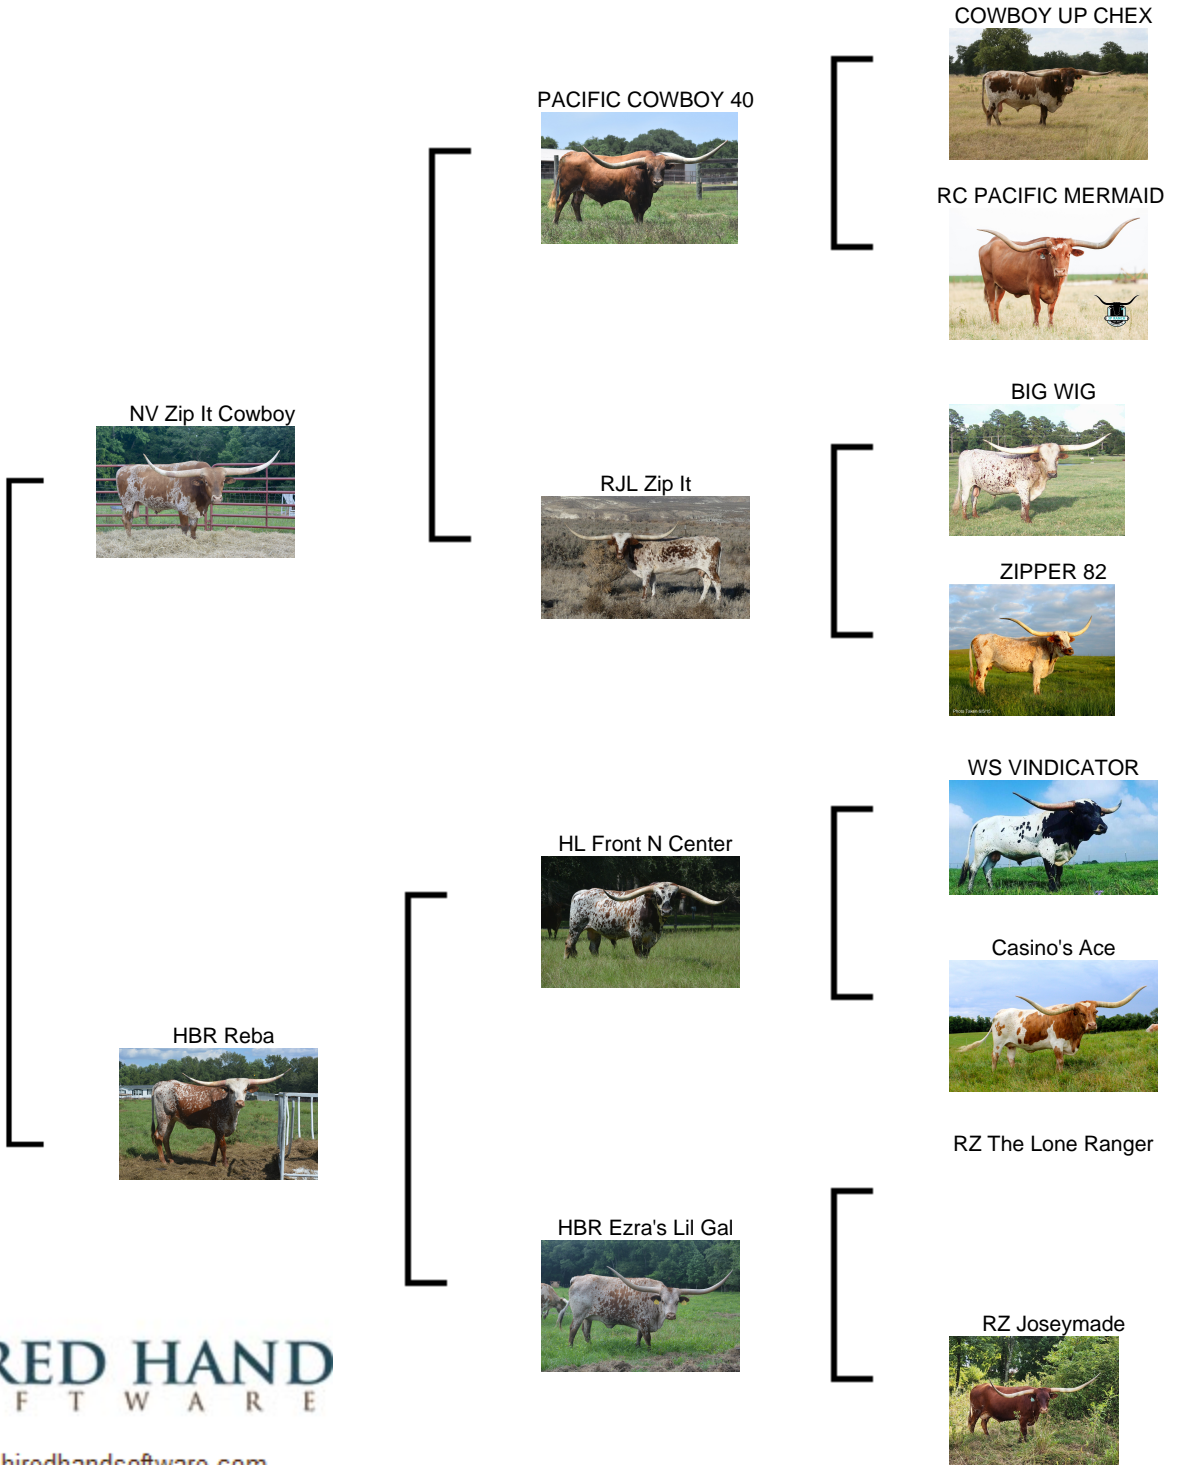 COWBOY UP CHEX
PACIFIC COWBOY 40
RC PACIFIC MERMAID
BIG WIG
NV Zip It Cowboy
RJL Zip It
ZIPPER 82
WS VINDICATOR
HL Front N Center
Casino's Ace
HBR Reba
RZ The Lone Ranger
HBR Ezra's Lil Gal
RZ Joseymade
RED HAND
F T W A R E
hiredhandsoftware.com